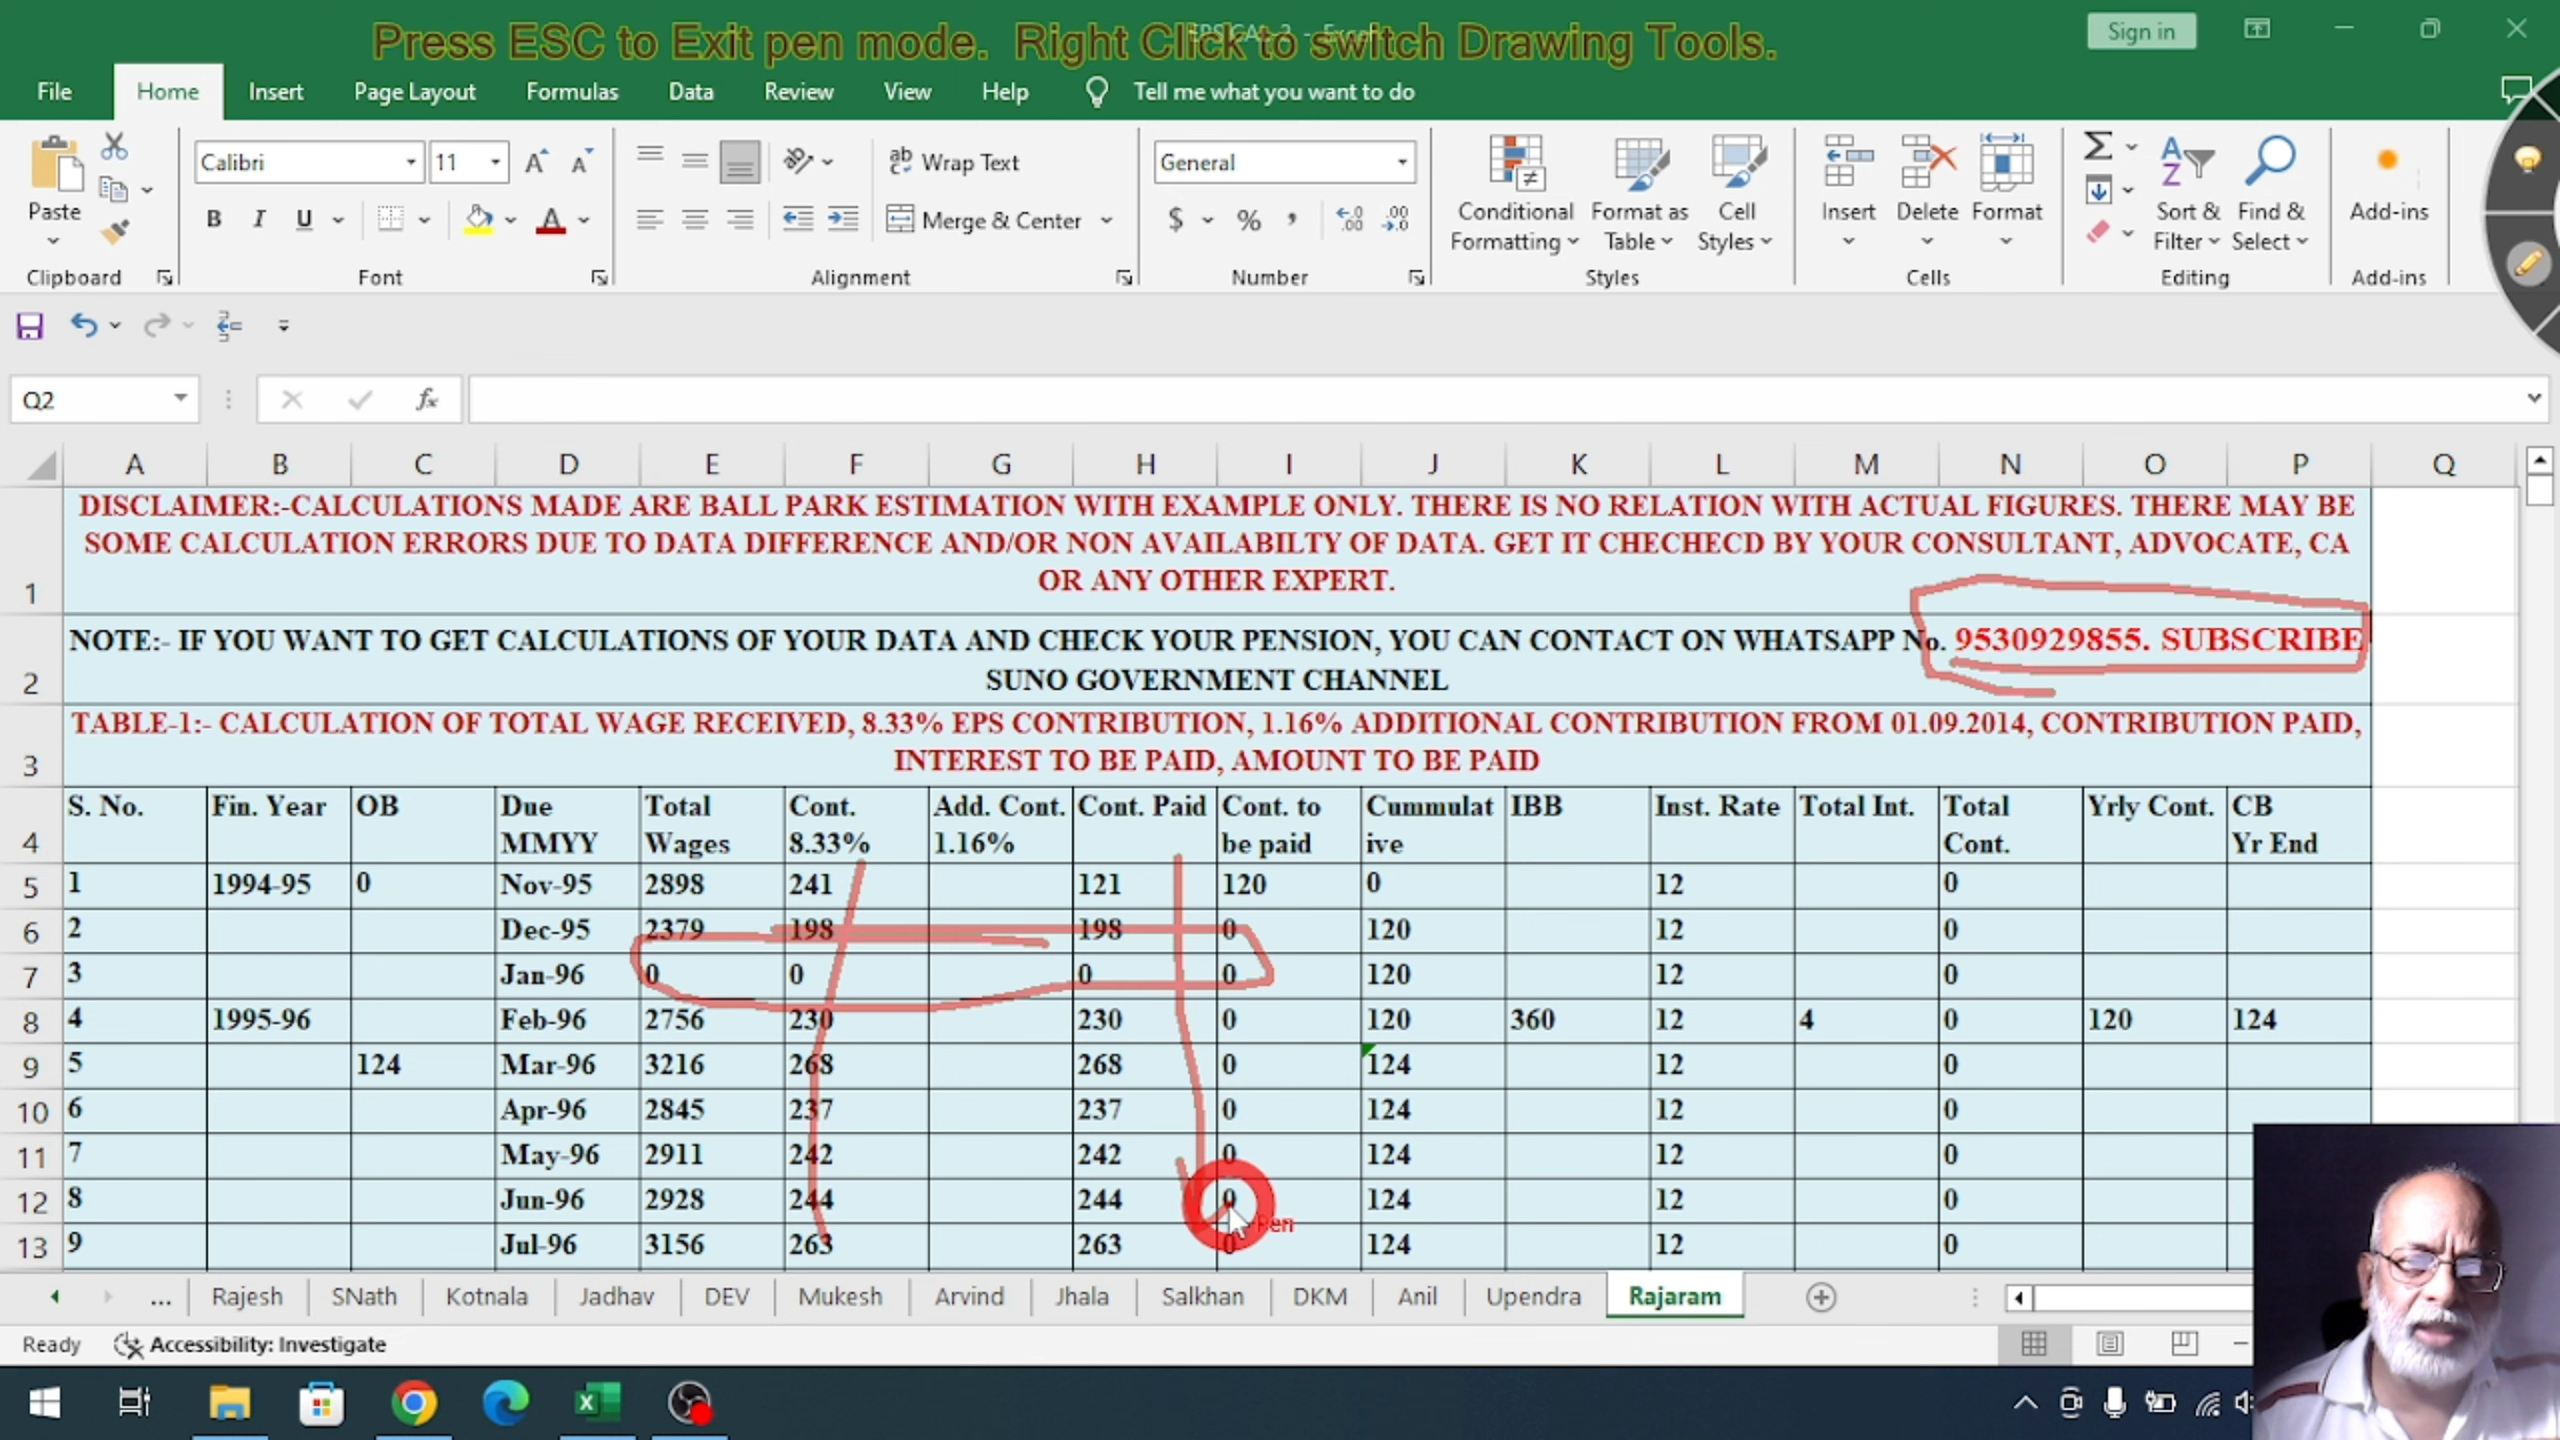 Press ESC to Exit pen mode. Right Click to switch Drawing Tools.
Sign in
File Home Insert Page Layout Formulas Data Review View Help Tell me what you want to do
Calibri 11 Wrap Text General
Paste Merge & Center Conditional Formatting Format as Table Cell Styles Insert Delete Format Sort & Filter Find & Select Add-ins
Clipboard Font Alignment Number Styles Cells Editing Add-ins
Q2 fx
A B C D E F G H I J K L M N O P Q
DISCLAIMER:-CALCULATIONS MADE ARE BALL PARK ESTIMATION WITH EXAMPLE ONLY. THERE IS NO RELATION WITH ACTUAL FIGURES. THERE MAY BE
SOME CALCULATION ERRORS DUE TO DATA DIFFERENCE AND/OR NON AVAILABILTY OF DATA. GET IT CHECHECD BY YOUR CONSULTANT, ADVOCATE, CA
1 OR ANY OTHER EXPERT.
NOTE:- IF YOU WANT TO GET CALCULATIONS OF YOUR DATA AND CHECK YOUR PENSION, YOU CAN CONTACT ON WHATSAPP No. 9530929855. SUBSCRIBE
2 SUNO GOVERNMENT CHANNEL
TABLE-1:- CALCULATION OF TOTAL WAGE RECEIVED, 8.33% EPS CONTRIBUTION, 1.16% ADDITIONAL CONTRIBUTION FROM 01.09.2014, CONTRIBUTION PAID,
3 INTEREST TO BE PAID, AMOUNT TO BE PAID
S. No. Fin. Year OB Due Total Cont. Add. Cont. Cont. Paid Cont. to Cummulat IBB Inst. Rate Total Int. Total Yrly Cont. CB
4 MMYY Wages 8.33% 1.16% be paid ive Cont. Yr End
5 1 1994-95 0 Nov-95 2898 241 121 120 0 12 0
6 2 Dec-95 2379 198 198 0 120 12 0
7 3 Jan-96 0 0 0 0 120 12 0
8 4 1995-96 Feb-96 2756 230 230 0 120 360 12 4 0 120 124
9 5 124 Mar-96 3216 268 268 0 124 12 0
10 6 Apr-96 2845 237 237 0 124 12 0
11 7 May-96 2911 242 242 0 124 12 0
12 8 Jun-96 2928 244 244 0 124 12 0
Pen
13 9 Jul-96 3156 263 263 0 124 12 0
... Rajesh SNath Kotnala Jadhav DEV Mukesh Arvind Jhala Salkhan DKM Anil Upendra Rajaram
Ready Accessibility: Investigate